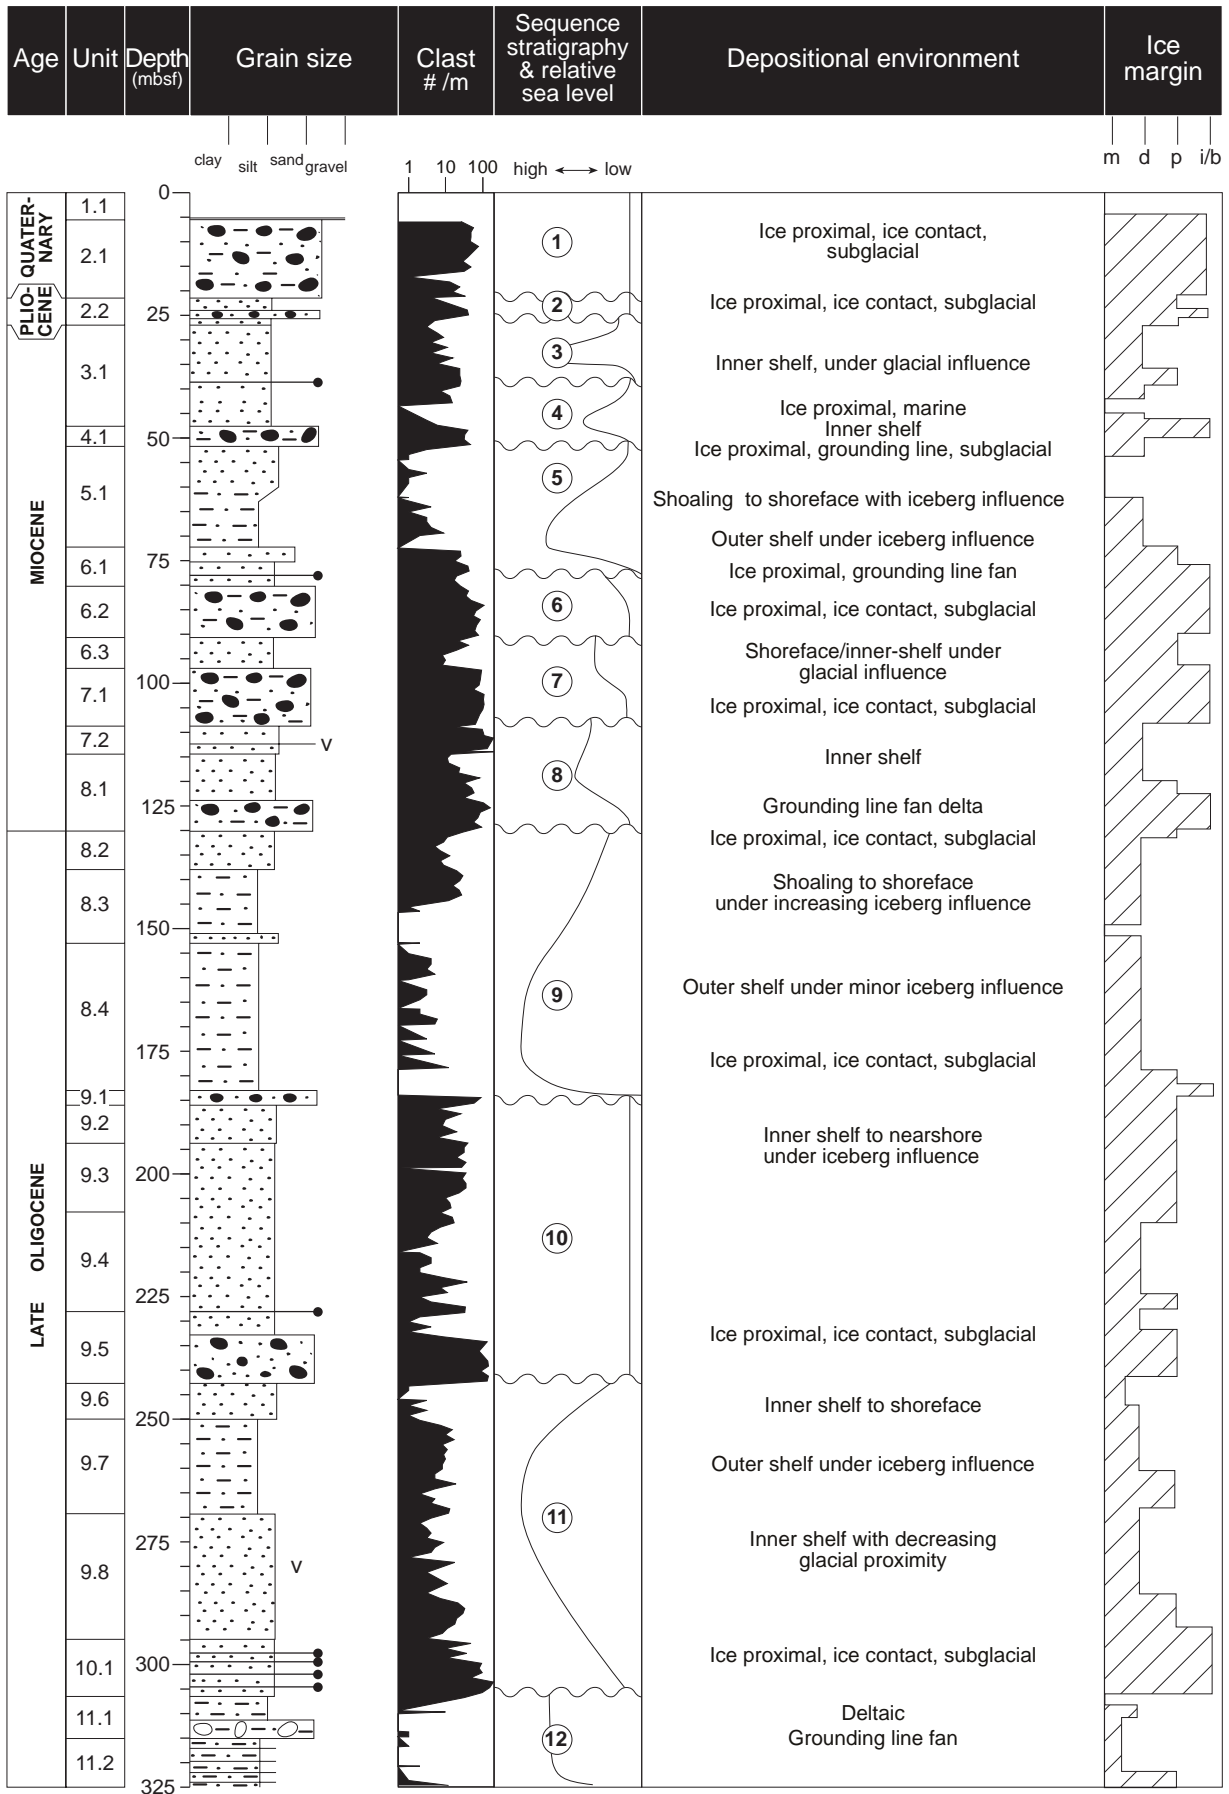 Age
Unit
Depth
(mbsf)
Grain size
Clast
# /m
Sequence
stratigraphy
& relative
sea level
Depositional environment
Ice
margin
clay
silt
sand
gravel
1 10 100
high
low
m d p i/b
QUATER-
NARY
PLIO-
CENE
MIOCENE
LATE OLIGOCENE
1.1
2.1
2.2
3.1
4.1
5.1
6.1
6.2
6.3
7.1
7.2
8.1
8.2
8.3
8.4
9.1
9.2
9.3
9.4
9.5
9.6
9.7
9.8
10.1
11.1
11.2
0
25
50
75
100
125
150
175
200
225
250
275
300
325
V
V
1
2
3
4
5
6
7
8
9
10
11
12
Ice proximal, ice contact,
subglacial
Ice proximal, ice contact, subglacial
Inner shelf, under glacial influence
Ice proximal, marine
Inner shelf
Ice proximal, grounding line, subglacial
Shoaling to shoreface with iceberg influence
Outer shelf under iceberg influence
Ice proximal, grounding line fan
Ice proximal, ice contact, subglacial
Shoreface/inner-shelf under
glacial influence
Ice proximal, ice contact, subglacial
Inner shelf
Grounding line fan delta
Ice proximal, ice contact, subglacial
Shoaling to shoreface
under increasing iceberg influence
Outer shelf under minor iceberg influence
Ice proximal, ice contact, subglacial
Inner shelf to nearshore
under iceberg influence
Ice proximal, ice contact, subglacial
Inner shelf to shoreface
Outer shelf under iceberg influence
Inner shelf with decreasing
glacial proximity
Ice proximal, ice contact, subglacial
Deltaic
Grounding line fan